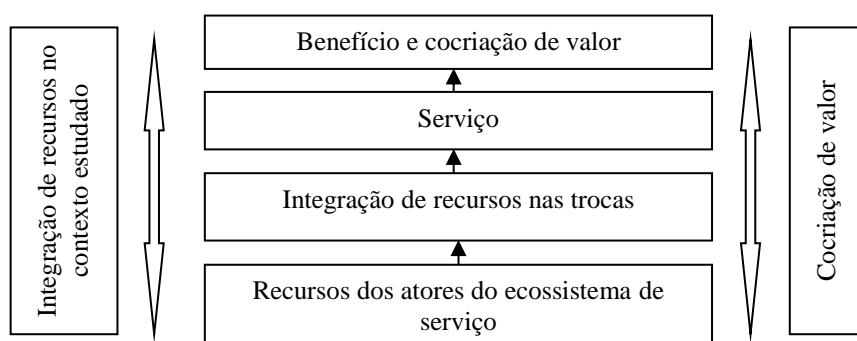 Integração de recursos no
contexto estudado
Benefício e cocriação de valor
Serviço
Integração de recursos nas trocas
Recursos dos atores do ecossistema de
serviço
Cocriação de valor